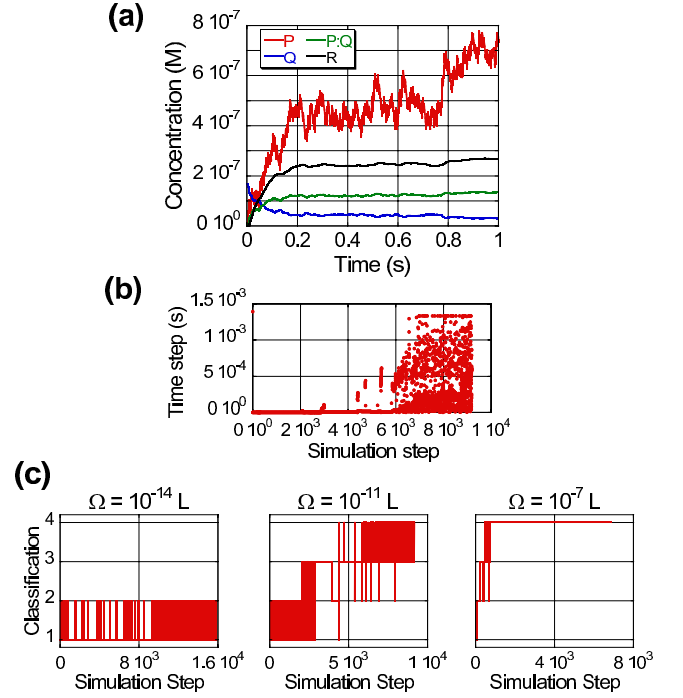 (a)
8 10⁻⁷
6 10⁻⁷
4 10⁻⁷
2 10⁻⁷
0 10⁰
Concentration (M)
P
P:Q
Q
R
0 0.2 0.4 0.6 0.8 1
Time (s)
(b)
1.5 10⁻³
1 10⁻³
5 10⁻⁴
0 10⁰
Time step (s)
0 10⁰ 2 10³ 4 10³ 6 10³ 8 10³ 1 10⁴
Simulation step
(c)
Ω = 10⁻¹⁴ L Ω = 10⁻¹¹ L Ω = 10⁻⁷ L
4
3
2
1
Classification
0 8 10³ 1.6 10⁴ 0 5 10³ 1 10⁴ 0 4 10³ 8 10³
Simulation Step Simulation Step Simulation Step